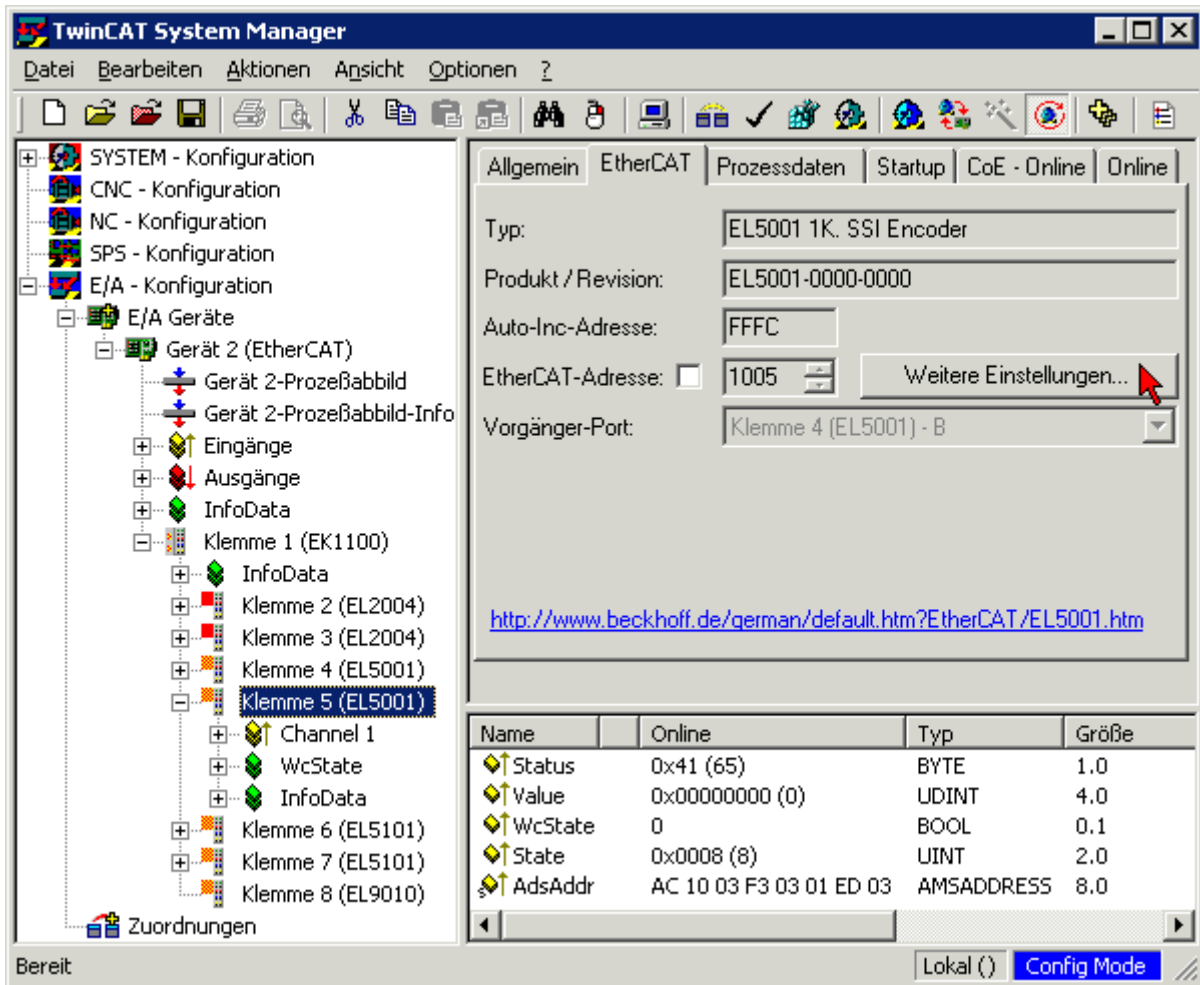 TwinCAT System Manager
Datei Bearbeiten Aktionen Ansicht Optionen ?
SYSTEM - Konfiguration
CNC - Konfiguration
NC - Konfiguration
SPS - Konfiguration
E/A - Konfiguration
E/A Geräte
Gerät 2 (EtherCAT)
Gerät 2-Prozeßabbild
Gerät 2-Prozeßabbild-Info
Eingänge
Ausgänge
InfoData
Klemme 1 (EK1100)
InfoData
Klemme 2 (EL2004)
Klemme 3 (EL2004)
Klemme 4 (EL5001)
Klemme 5 (EL5001)
Channel 1
WcState
InfoData
Klemme 6 (EL5101)
Klemme 7 (EL5101)
Klemme 8 (EL9010)
Zuordnungen
Allgemein EtherCAT Prozessdaten Startup CoE - Online Online
Typ: EL5001 1K. SSI Encoder
Produkt / Revision: EL5001-0000-0000
Auto-Inc-Adresse: FFFC
EtherCAT-Adresse: 1005 Weitere Einstellungen...
Vorgänger-Port: Klemme 4 (EL5001) - B
http://www.beckhoff.de/german/default.htm?EtherCAT/EL5001.htm
Name Online Typ Größe
Status 0x41 (65) BYTE 1.0
Value 0x00000000 (0) UDINT 4.0
WcState 0 BOOL 0.1
State 0x0008 (8) UINT 2.0
AdsAddr AC 10 03 F3 03 01 ED 03 AMSADDRESS 8.0
Bereit Lokal () Config Mode